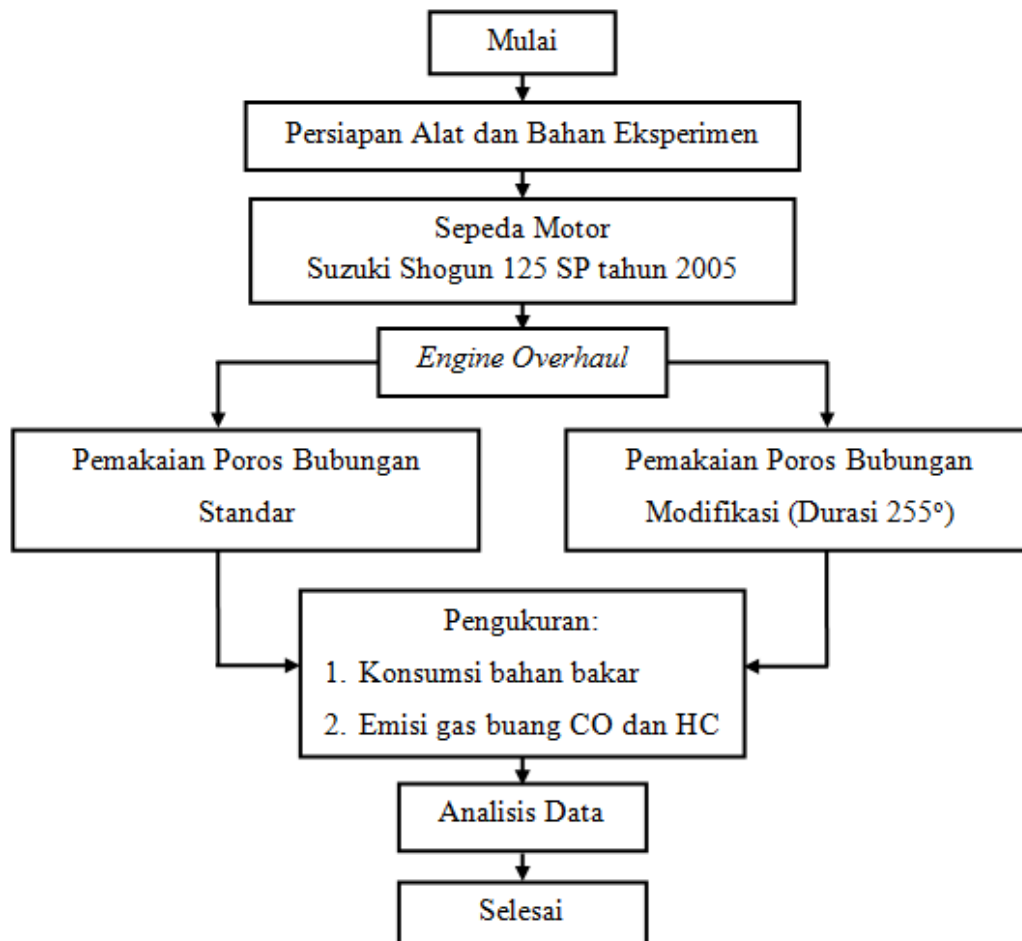 Mulai
Persiapan Alat dan Bahan Eksperimen
Sepeda Motor
Suzuki Shogun 125 SP tahun 2005
Engine Overhaul
Pemakaian Poros Bubungan
Standar
Pemakaian Poros Bubungan
Modifikasi (Durasi 255°)
Pengukuran:
1. Konsumsi bahan bakar
2. Emisi gas buang CO dan HC
Analisis Data
Selesai